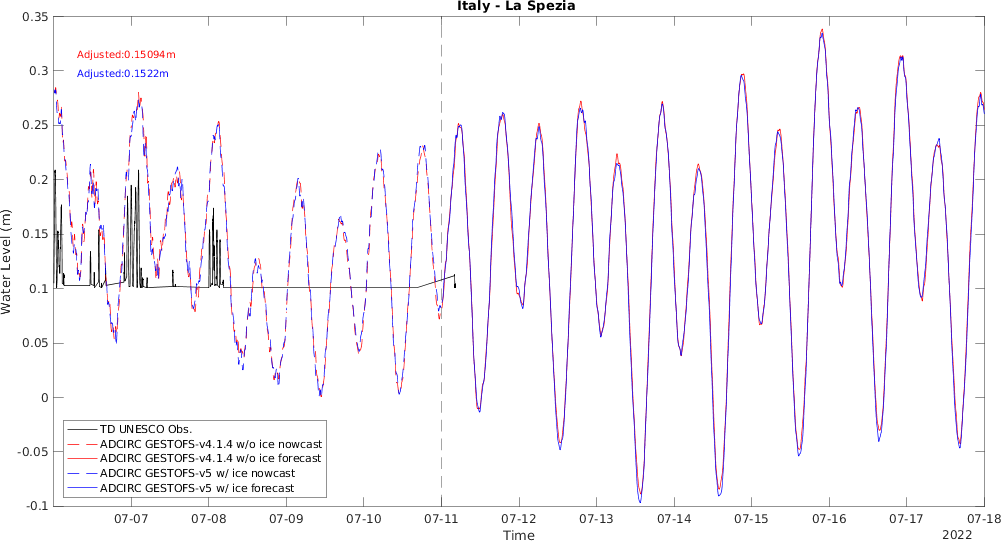 Italy - La Spezia
Adjusted:0.15094m
Adjusted:0.1522m
0.35
0.3
0.25
0.2
0.15
0.1
0.05
0
-0.05
-0.1
Water Level (m)
TD UNESCO Obs.
ADCIRC GESTOFS-v4.1.4 w/o ice nowcast
ADCIRC GESTOFS-v4.1.4 w/o ice forecast
ADCIRC GESTOFS-v5 w/ ice nowcast
ADCIRC GESTOFS-v5 w/ ice forecast
07-07 07-08 07-09 07-10 07-11 07-12 07-13 07-14 07-15 07-16 07-17 07-18
Time
2022